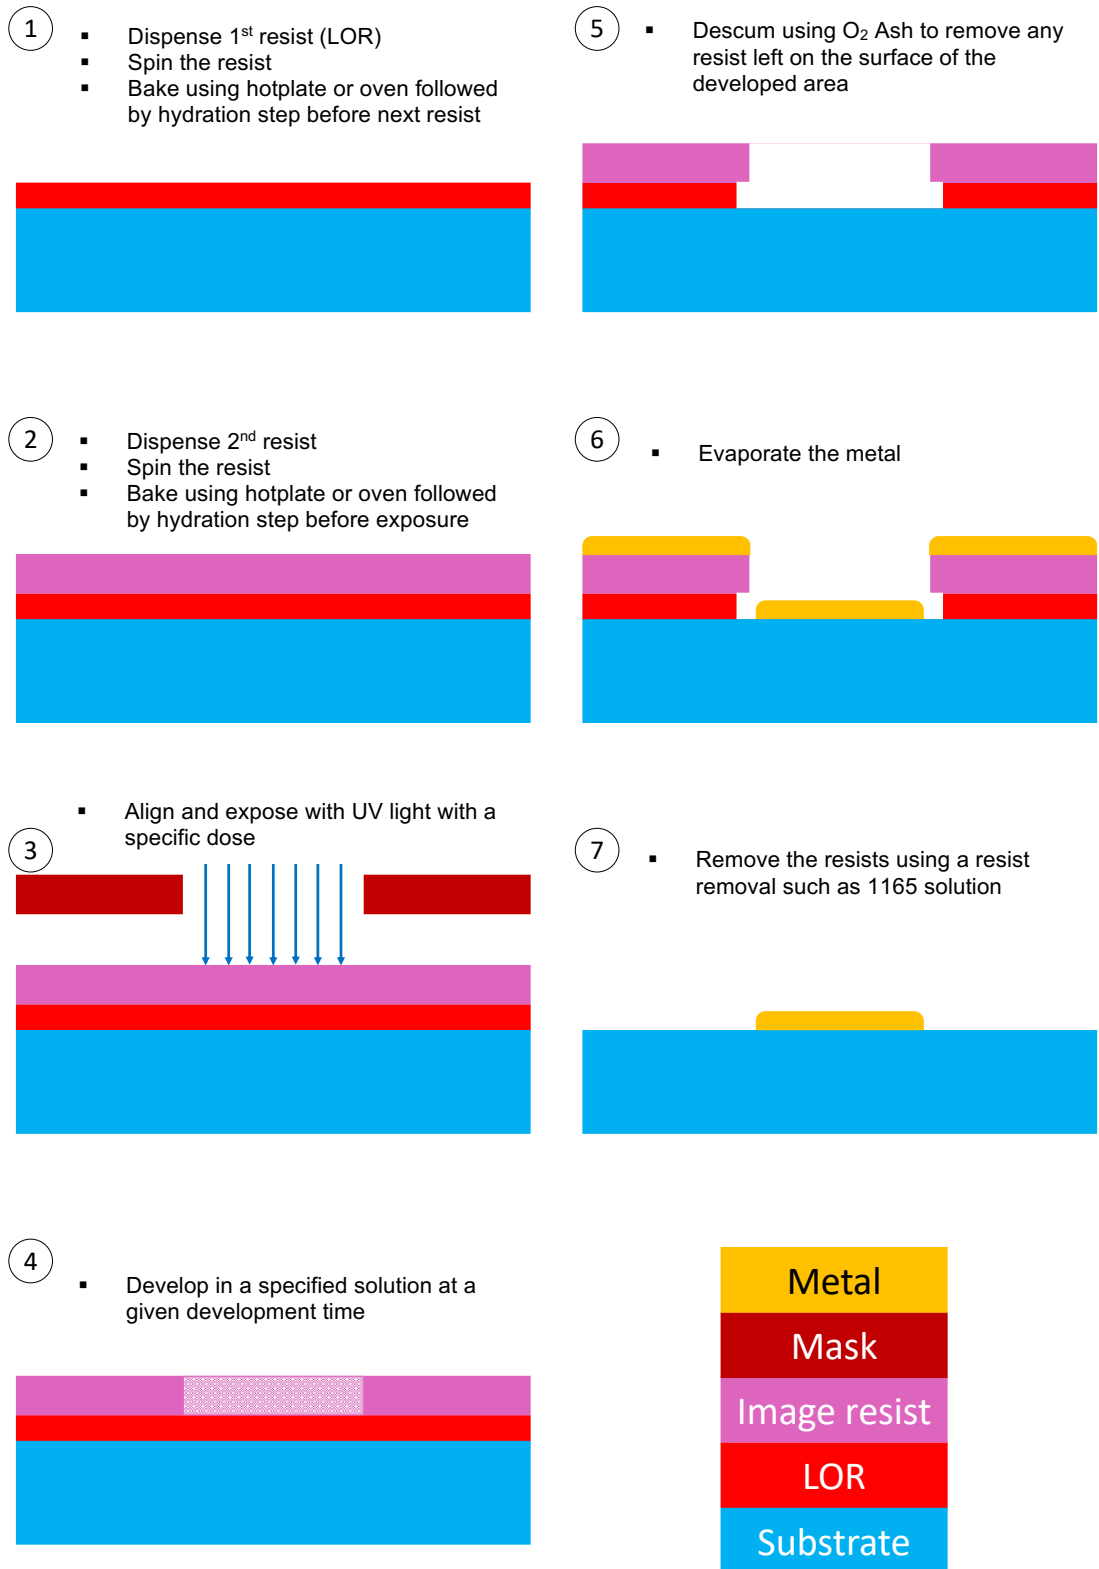 1
▪ Dispense 1st resist (LOR)
▪ Spin the resist
▪ Bake using hotplate or oven followed
by hydration step before next resist
2
▪ Dispense 2nd resist
▪ Spin the resist
▪ Bake using hotplate or oven followed
by hydration step before exposure
3
▪ Align and expose with UV light with a
specific dose
4
▪ Develop in a specified solution at a
given development time
5
▪ Descum using O2 Ash to remove any
resist left on the surface of the
developed area
6
▪ Evaporate the metal
7
▪ Remove the resists using a resist
removal such as 1165 solution
Metal
Mask
Image resist
LOR
Substrate